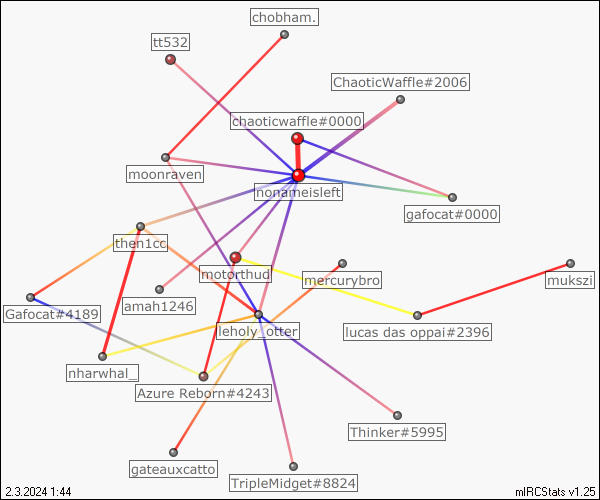 chobham.
tt532
ChaoticWaffle#2006
chaoticwaffle#0000
moonraven
nonameisleft
gafocat#0000
then1cc
motorthud
mercurybro
mukszi
Gafocat#4189
amah1246
leholy_otter
lucas das oppai#2396
nharwhal_
Azure Reborn#4243
Thinker#5995
gateauxcatto
TripleMidget#8824
2.3.2024 1:44
mIRCStats v1.25